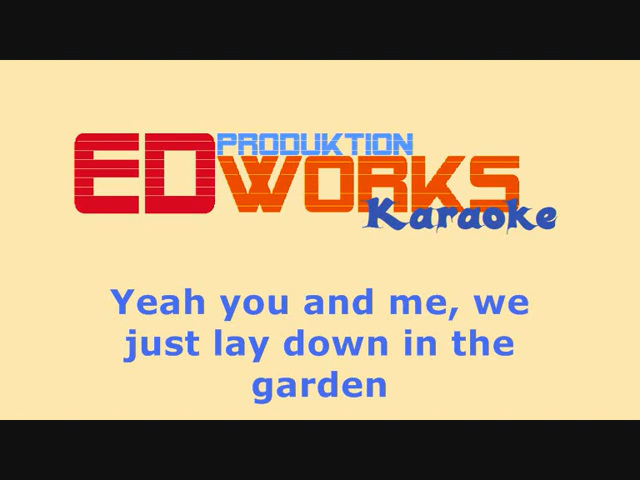 ED PRODUKTION
WORKS
Karaoke
Yeah you and me, we
just lay down in the
garden